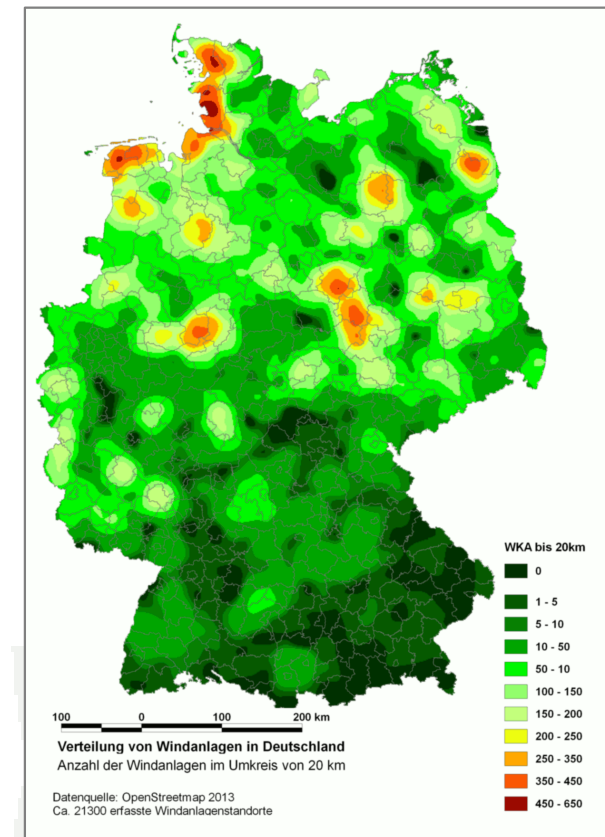 WKA bis 20km
0
1 - 5
5 - 10
10 - 50
50 - 10
100 - 150
150 - 200
200 - 250
250 - 350
350 - 450
450 - 650
100 0 100 200 km
Verteilung von Windanlagen in Deutschland
Anzahl der Windanlagen im Umkreis von 20 km
Datenquelle: OpenStreetmap 2013
Ca. 21300 erfasste Windanlagenstandorte